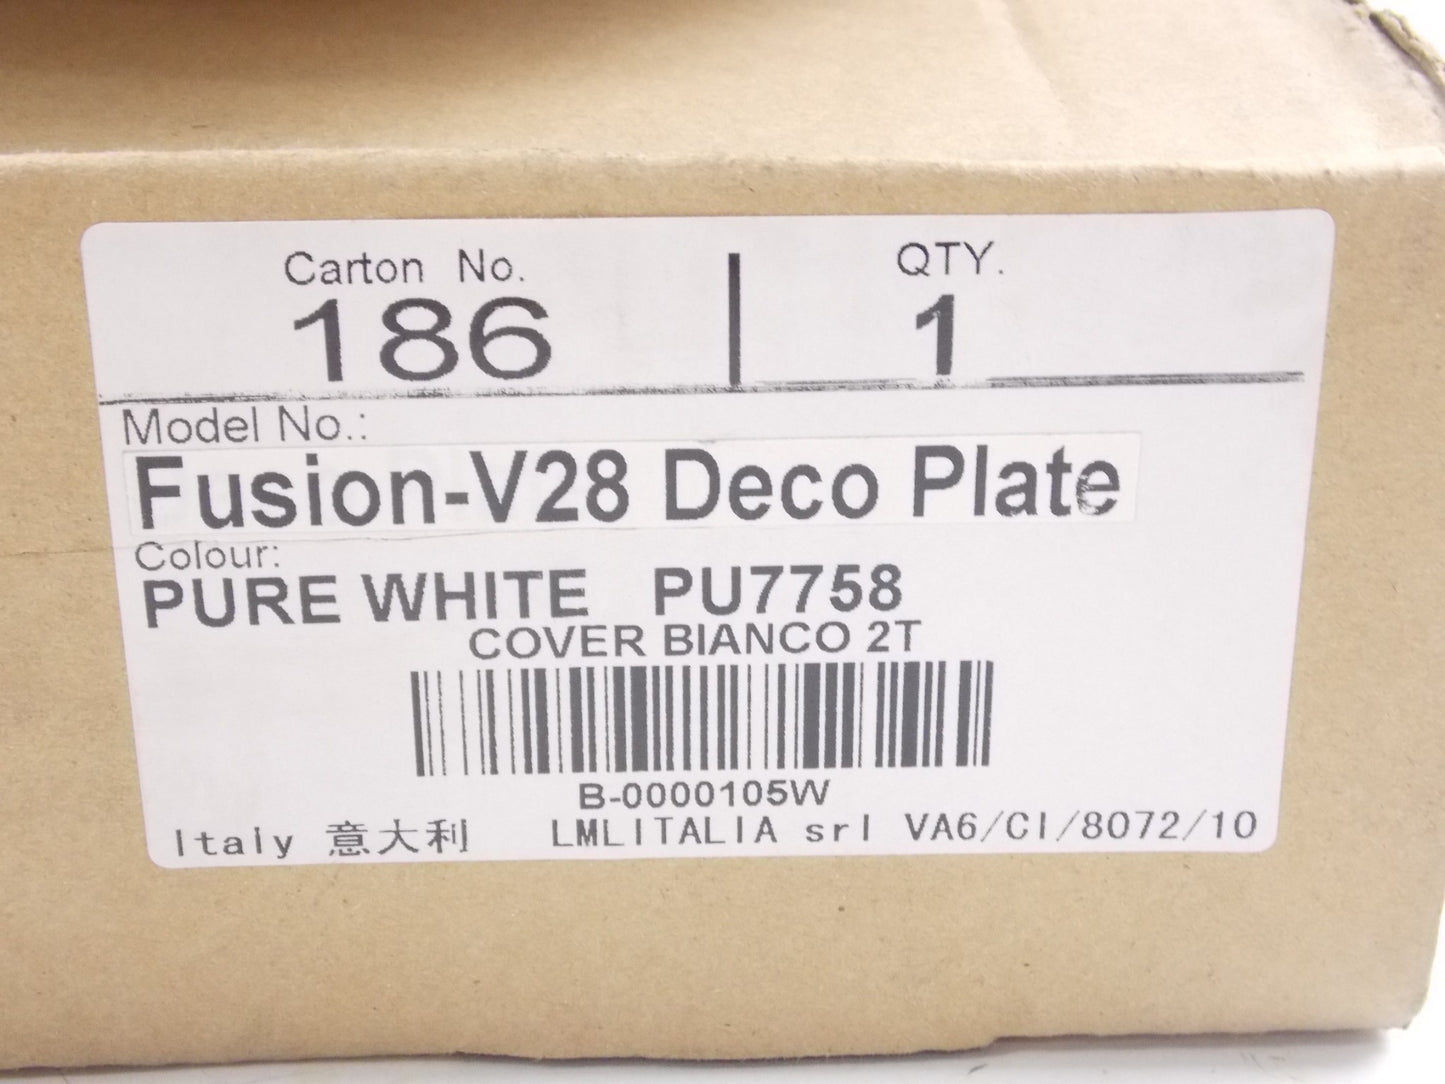 Carton No. QTY.
186 1
Model No.:
Fusion-V28 Deco Plate
Colour:
PURE WHITE PU7758
COVER BIANCO 2T
B-0000105W
Italy 意大利 LMLITALIA srl VA6/CI/8072/10